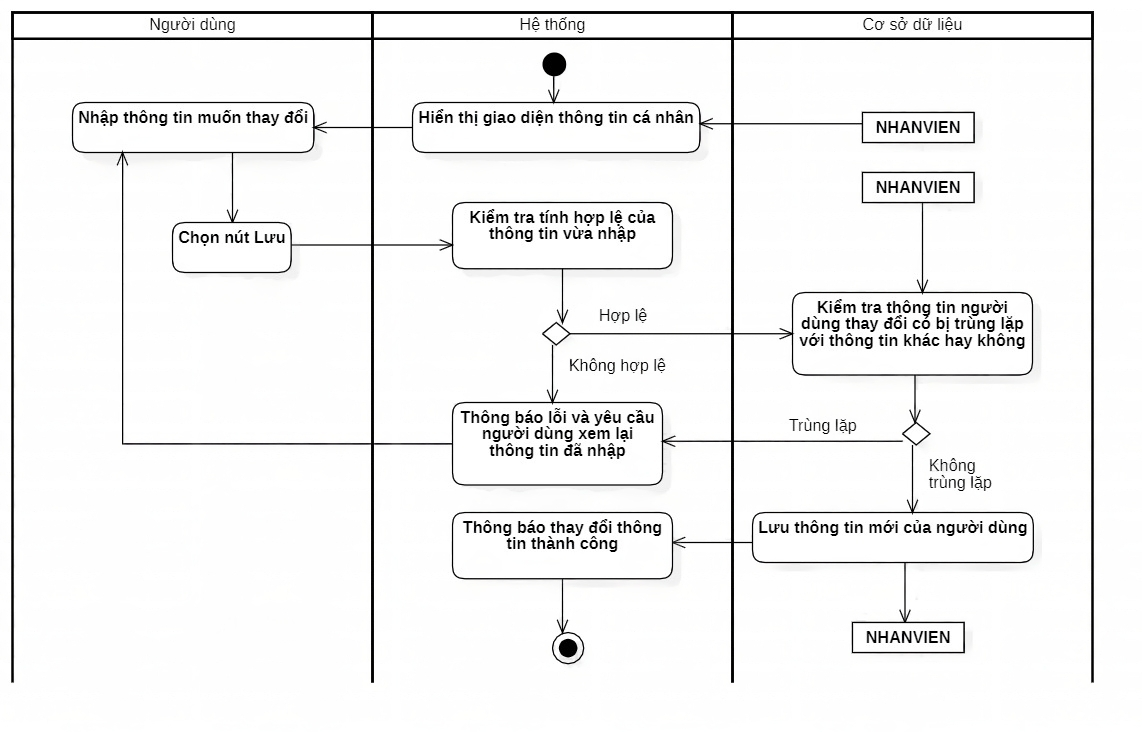 Người dùng
Hệ thống
Cơ sở dữ liệu
Nhập thông tin muốn thay đổi
Hiển thị giao diện thông tin cá nhân
NHANVIEN
NHANVIEN
Chọn nút Lưu
Kiểm tra tính hợp lệ của
thông tin vừa nhập
Hợp lệ
Kiểm tra thông tin người
dùng thay đổi có bị trùng lặp
với thông tin khác hay không
Không hợp lệ
Thông báo lỗi và yêu cầu
người dùng xem lại
thông tin đã nhập
Trùng lặp
Không
trùng lặp
Thông báo thay đổi thông
tin thành công
Lưu thông tin mới của người dùng
NHANVIEN